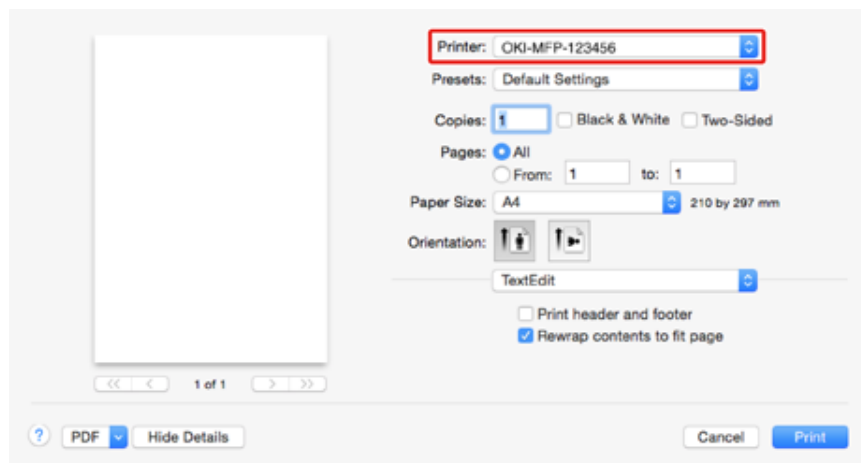 Printer: OKI-MFP-123456
Presets: Default Settings
Copies: 1 Black & White Two-Sided
Pages: All
From: 1 to: 1
Paper Size: A4 210 by 297 mm
Orientation:
TextEdit
Print header and footer
Rewrap contents to fit page
<< < 1 of 1 > >>
? PDF Hide Details Cancel Print